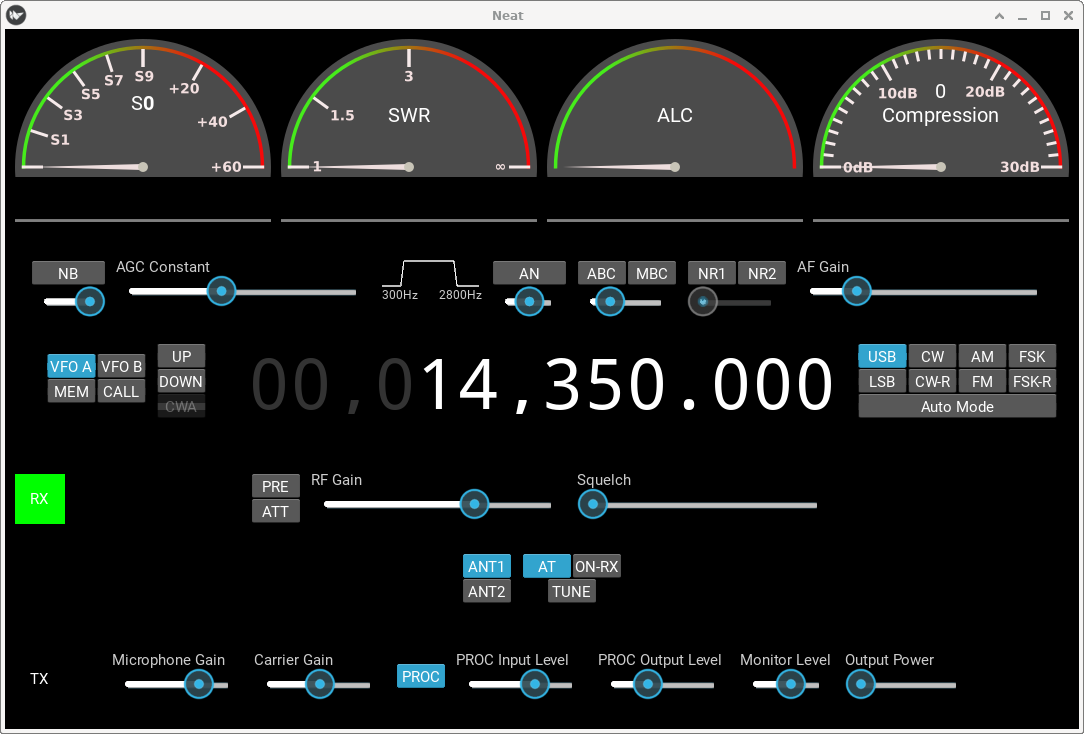 Neat
S1 S3 S5 S7 S9 +20 +40 +60
S0
1 1.5 3 ∞
SWR
ALC
0dB 10dB 0 20dB 30dB
Compression
NB
AGC Constant
300Hz 2800Hz
AN
ABC MBC
NR1 NR2
AF Gain
VFO A VFO B
MEM CALL
UP
DOWN
CWA
00,014,350.000
USB CW AM FSK
LSB CW-R FM FSK-R
Auto Mode
RX
PRE
ATT
RF Gain
Squelch
ANT1 AT ON-RX
ANT2 TUNE
TX
Microphone Gain
Carrier Gain
PROC
PROC Input Level
PROC Output Level
Monitor Level
Output Power